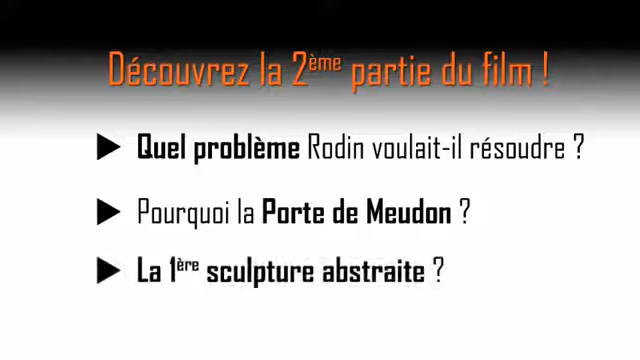 Découvrez la 2ème partie du film !
Quel problème Rodin voulait-il résoudre ?
Pourquoi la Porte de Meudon ?
La 1ère sculpture abstraite ?